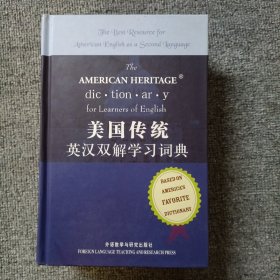 The Best Resource for
American English as a Second Language
The
AMERICAN HERITAGE®
dic · tion · ar · y
for Learners of English
美国传统
英汉双解学习词典
BASED ON
AMERICA'S
FAVORITE
DICTIONARY
外语教学与研究出版社
FOREIGN LANGUAGE TEACHING AND RESEARCH PRESS